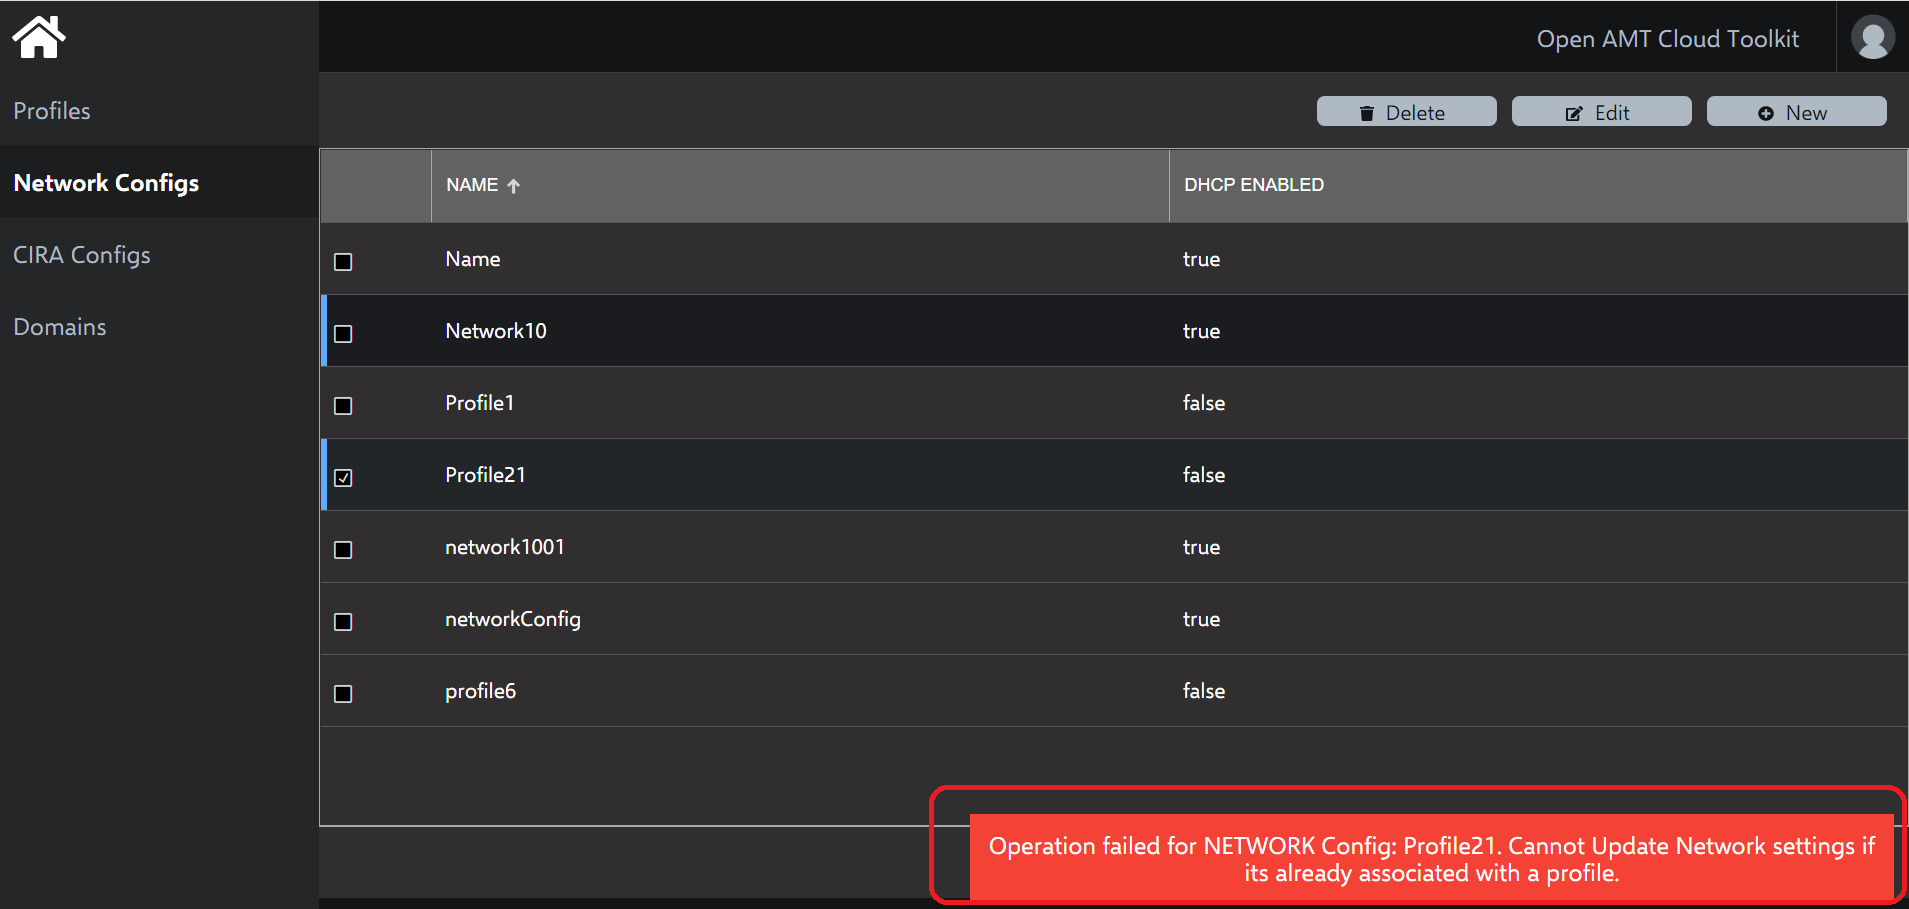 Open AMT Cloud Toolkit
Profiles
Network Configs
CIRA Configs
Domains
Delete Edit New
NAME DHCP ENABLED
Name true
Network10 true
Profile1 false
Profile21 false
network1001 true
networkConfig true
profile6 false
Operation failed for NETWORK Config: Profile21. Cannot Update Network settings if
its already associated with a profile.